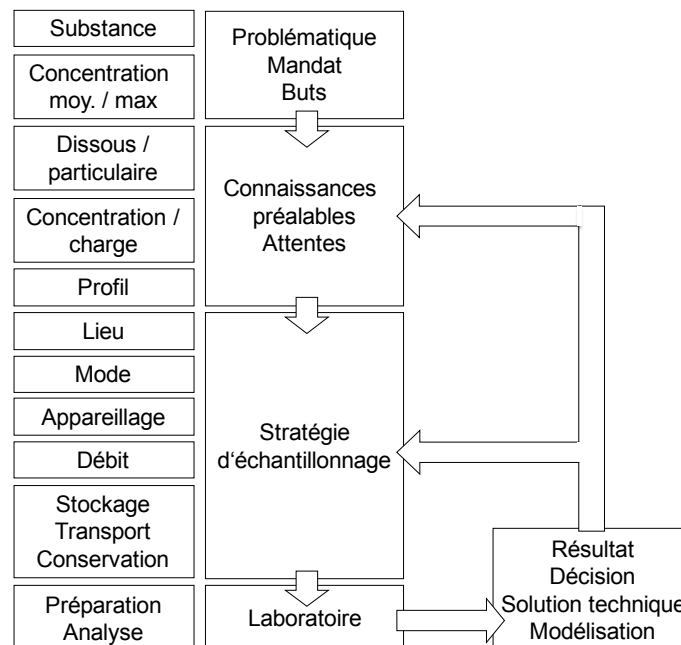 Substance
Concentration
moy. / max
Dissous /
particulaire
Concentration /
charge
Profil
Lieu
Mode
Appareillage
Débit
Stockage
Transport
Conservation
Préparation
Analyse
Problématique
Mandat
Buts
Connaissances
préalables
Attentes
Stratégie
d‘échantillonnage
Laboratoire
Résultat
Décision
Solution technique
Modélisation